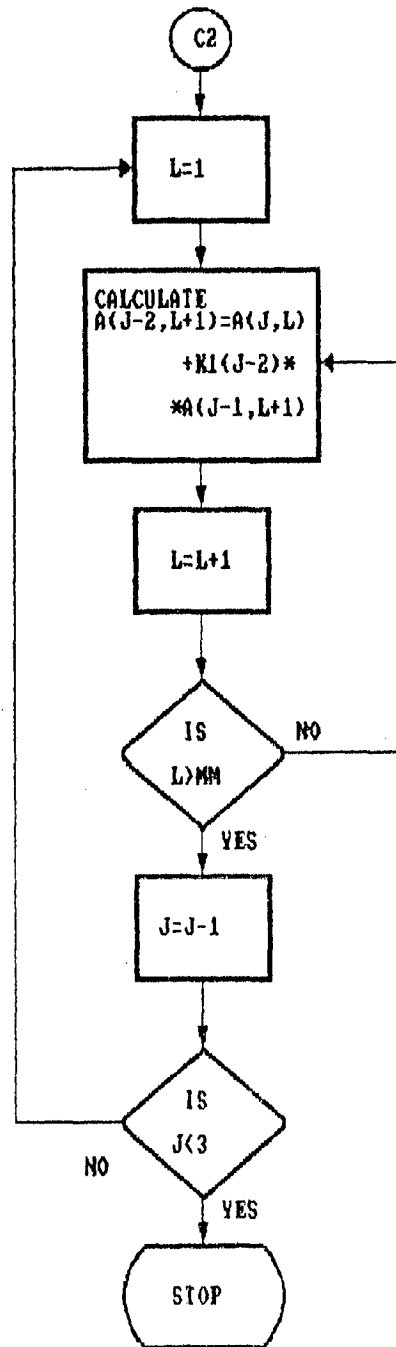 C2
L=1
CALCULATE
A(J-2,L+1)=A(J,L)
+K1(J-2)*
*A(J-1,L+1)
L=L+1
IS
L>MM
NO
YES
J=J-1
IS
J<3
NO
YES
STOP